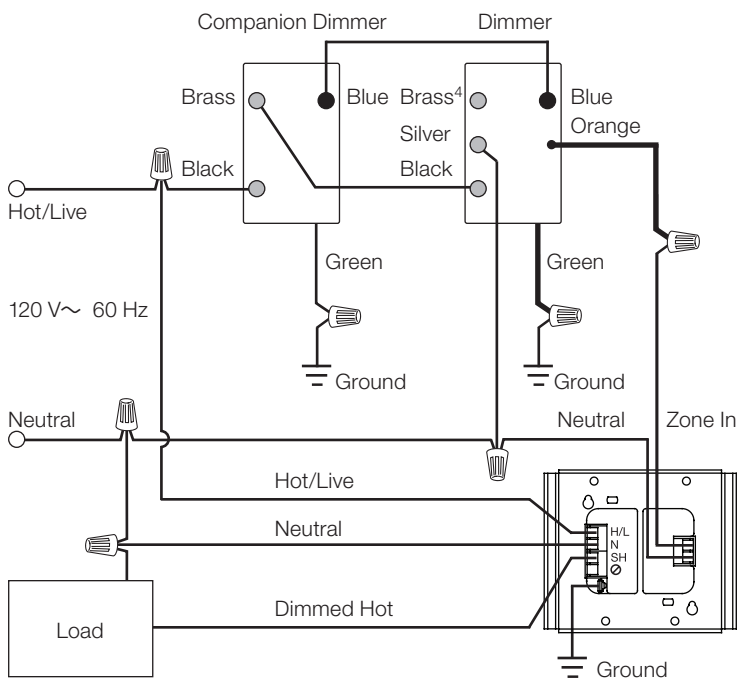 Companion Dimmer
Dimmer
Brass
Blue
Brass4
Blue
Silver
Orange
Black
Black
Hot/Live
Green
Green
120 V~ 60 Hz
Ground
Ground
Neutral
Neutral
Zone In
Hot/Live
H/L
Neutral
N
SH
Dimmed Hot
Load
Ground